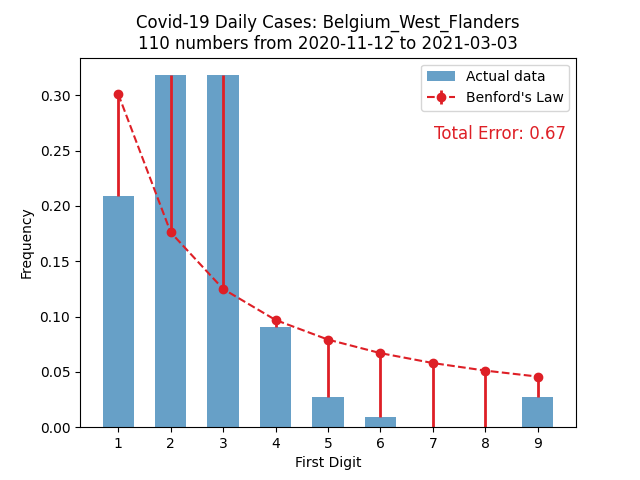 Covid-19 Daily Cases: Belgium_West_Flanders
110 numbers from 2020-11-12 to 2021-03-03
Actual data
Benford's Law
Total Error: 0.67
Frequency
0.30
0.25
0.20
0.15
0.10
0.05
0.00
1 2 3 4 5 6 7 8 9
First Digit